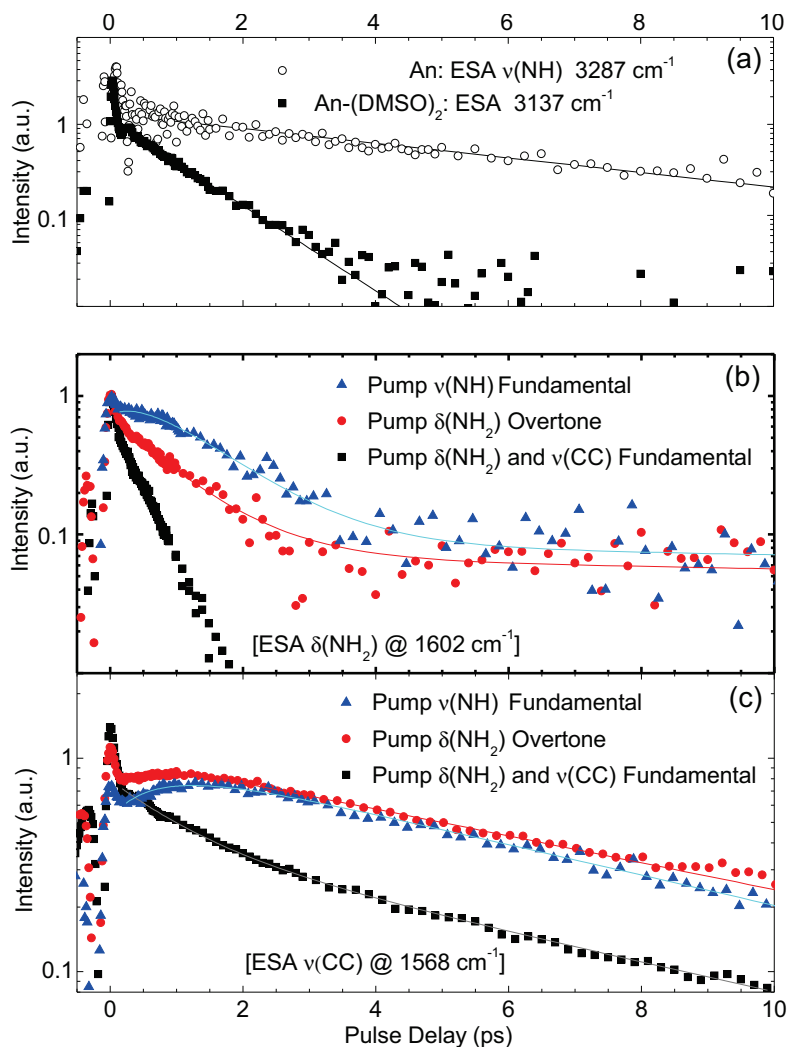 0 2 4 6 8 10
(a)
An: ESA ν(NH) 3287 cm⁻¹
An-(DMSO)₂: ESA 3137 cm⁻¹
1
0.1
Intensity (a.u.)
(b)
Pump ν(NH) Fundamental
Pump δ(NH₂) Overtone
Pump δ(NH₂) and ν(CC) Fundamental
1
0.1
Intensity (a.u.)
[ESA δ(NH₂) @ 1602 cm⁻¹]
(c)
Pump ν(NH) Fundamental
Pump δ(NH₂) Overtone
Pump δ(NH₂) and ν(CC) Fundamental
1
0.1
Intensity (a.u.)
[ESA ν(CC) @ 1568 cm⁻¹]
0 2 4 6 8 10
Pulse Delay (ps)